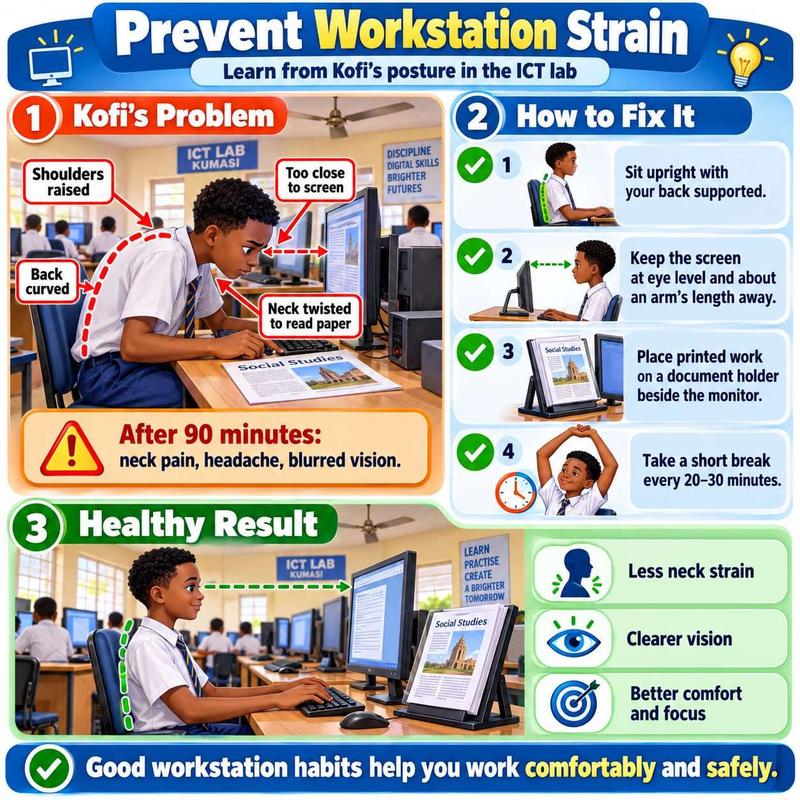 Prevent Workstation Strain
Learn from Kofi's posture in the ICT lab
1 Kofi's Problem
ICT LAB
KUMASI
DISCIPLINE
DIGITAL SKILLS
BRIGHTER
FUTURES
Shoulders
raised
Too close
to screen
Back
curved
Neck twisted
to read paper
Social Studies
After 90 minutes:
neck pain, headache, blurred vision.
2 How to Fix It
1
Sit upright with
your back supported.
2
Keep the screen
at eye level and about
an arm's length away.
3
Social Studies
Place printed work
on a document holder
beside the monitor.
4
Take a short break
every 20–30 minutes.
3 Healthy Result
ICT LAB
KUMASI
LEARN
PRACTISE
CREATE
A BRIGHTER
TOMORROW
Social Studies
Less neck strain
Clearer vision
Better comfort
and focus
Good workstation habits help you work comfortably and safely.